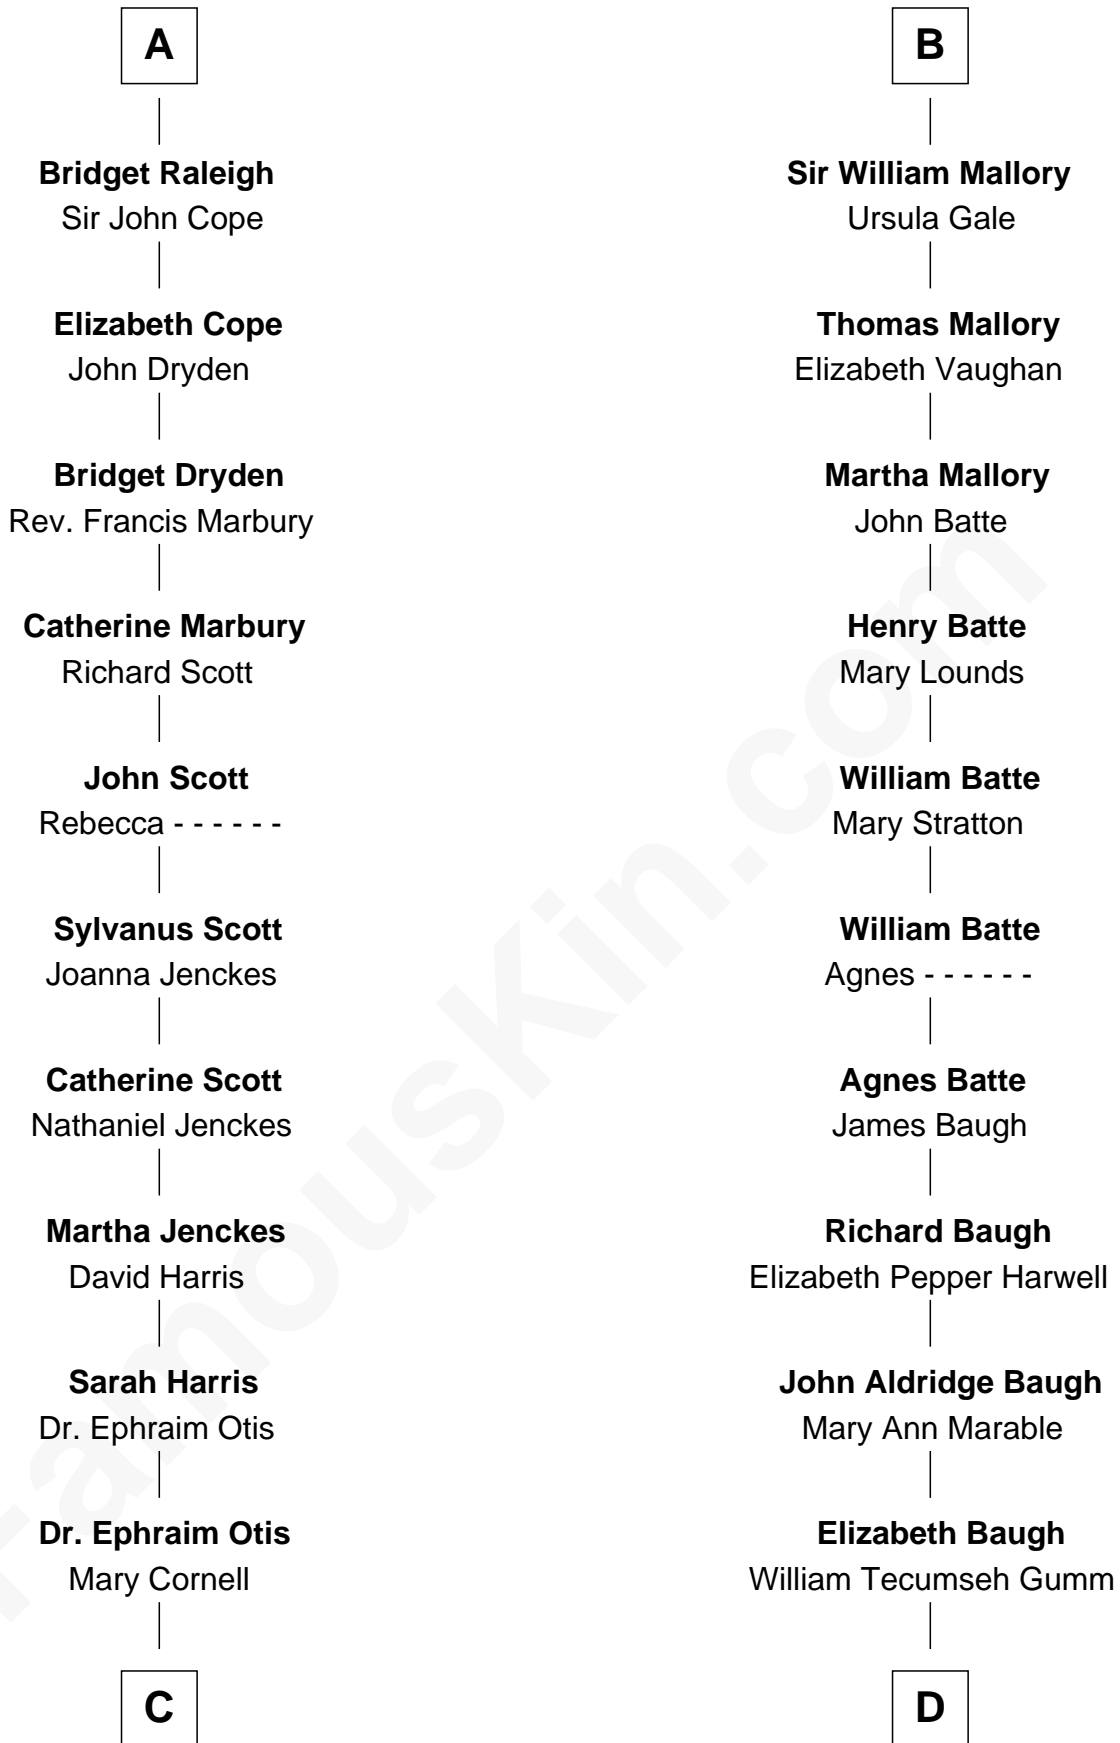 A
Bridget Raleigh
Sir John Cope
Elizabeth Cope
John Dryden
Bridget Dryden
Rev. Francis Marbury
Catherine Marbury
Richard Scott
John Scott
Rebecca - - - - - -
Sylvanus Scott
Joanna Jenckes
Catherine Scott
Nathaniel Jenckes
Martha Jenckes
David Harris
Sarah Harris
Dr. Ephraim Otis
Dr. Ephraim Otis
Mary Cornell
C
B
Sir William Mallory
Ursula Gale
Thomas Mallory
Elizabeth Vaughan
Martha Mallory
John Batte
Henry Batte
Mary Lounds
William Batte
Mary Stratton
William Batte
Agnes - - - - - -
Agnes Batte
James Baugh
Richard Baugh
Elizabeth Pepper Harwell
John Aldridge Baugh
Mary Ann Marable
Elizabeth Baugh
William Tecumseh Gumm
D
FamousKin.com